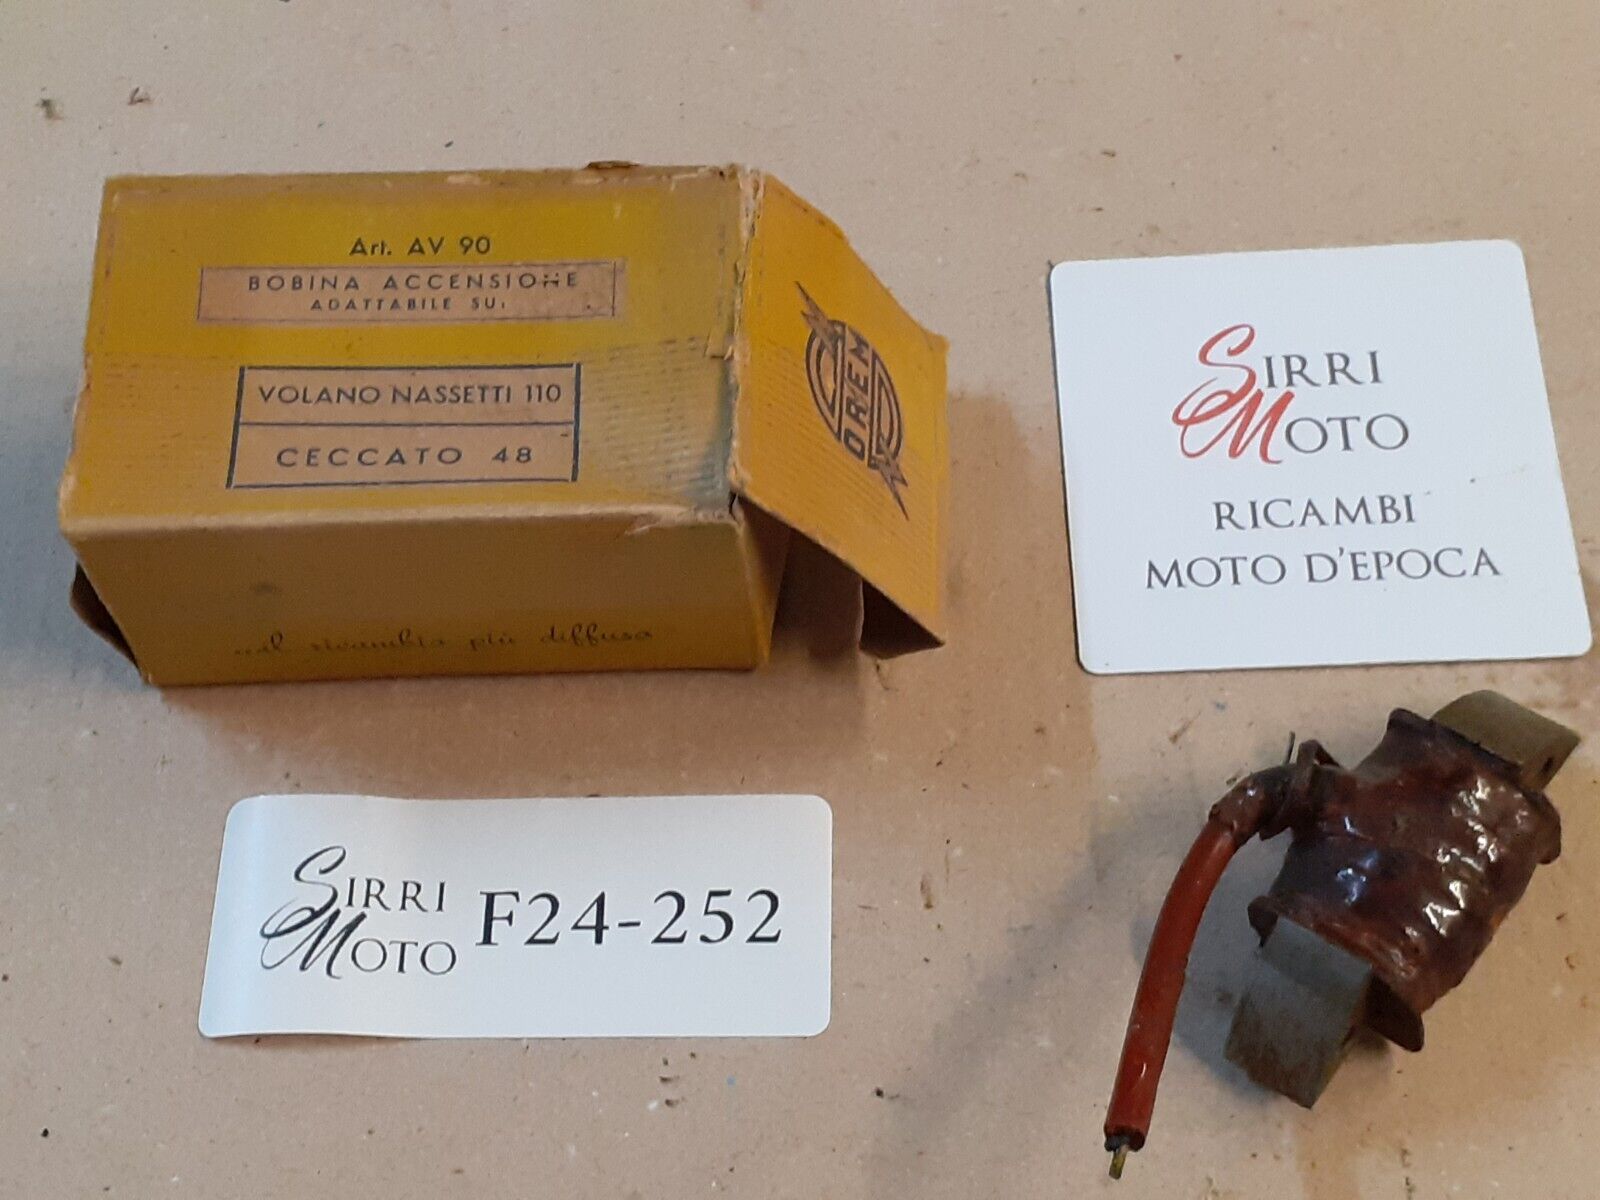 Art. AV 90
BOBINA ACCENSIONE
ADATTABILE SU:
VOLANO NASSETTI 110
CECCATO 48
OREM
ricambio più diffuso
SIRRI
MOTO
RICAMBI
MOTO D'EPOCA
SIRRI
MOTO
F24-252